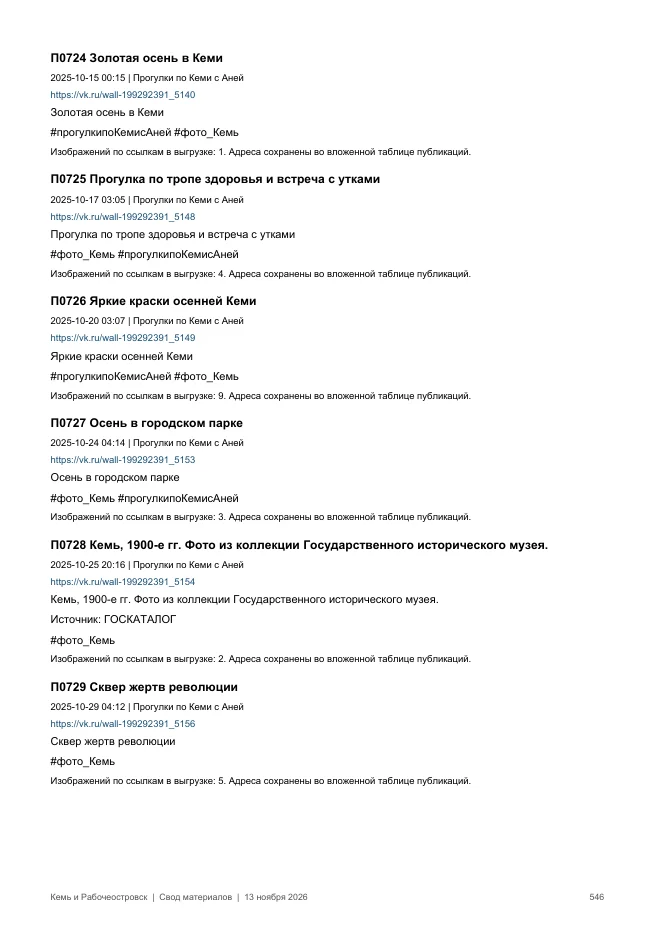 П0724 Золотая осень в Кеми
2025-10-15 00:15 | Прогулки по Кеми с Аней
https://vk.ru/wall-199292391_5140
Золотая осень в Кеми
#прогулкипоКемисАней #фото_Кемь
Изображений по ссылкам в выгрузке: 1. Адреса сохранены во вложенной таблице публикаций.
П0725 Прогулка по тропе здоровья и встреча с утками
2025-10-17 03:05 | Прогулки по Кеми с Аней
https://vk.ru/wall-199292391_5148
Прогулка по тропе здоровья и встреча с утками
#фото_Кемь #прогулкипоКемисАней
Изображений по ссылкам в выгрузке: 4. Адреса сохранены во вложенной таблице публикаций.
П0726 Яркие краски осенней Кеми
2025-10-20 03:07 | Прогулки по Кеми с Аней
https://vk.ru/wall-199292391_5149
Яркие краски осенней Кеми
#прогулкипоКемисАней #фото_Кемь
Изображений по ссылкам в выгрузке: 9. Адреса сохранены во вложенной таблице публикаций.
П0727 Осень в городском парке
2025-10-24 04:14 | Прогулки по Кеми с Аней
https://vk.ru/wall-199292391_5153
Осень в городском парке
#фото_Кемь #прогулкипоКемисАней
Изображений по ссылкам в выгрузке: 3. Адреса сохранены во вложенной таблице публикаций.
П0728 Кемь, 1900-е гг. Фото из коллекции Государственного исторического музея.
2025-10-25 20:16 | Прогулки по Кеми с Аней
https://vk.ru/wall-199292391_5154
Кемь, 1900-е гг. Фото из коллекции Государственного исторического музея.
Источник: ГОСКАТАЛОГ
#фото_Кемь
Изображений по ссылкам в выгрузке: 2. Адреса сохранены во вложенной таблице публикаций.
П0729 Сквер жертв революции
2025-10-29 04:12 | Прогулки по Кеми с Аней
https://vk.ru/wall-199292391_5156
Сквер жертв революции
#фото_Кемь
Изображений по ссылкам в выгрузке: 5. Адреса сохранены во вложенной таблице публикаций.
Кемь и Рабочеостровск | Свод материалов | 13 ноября 2026 546